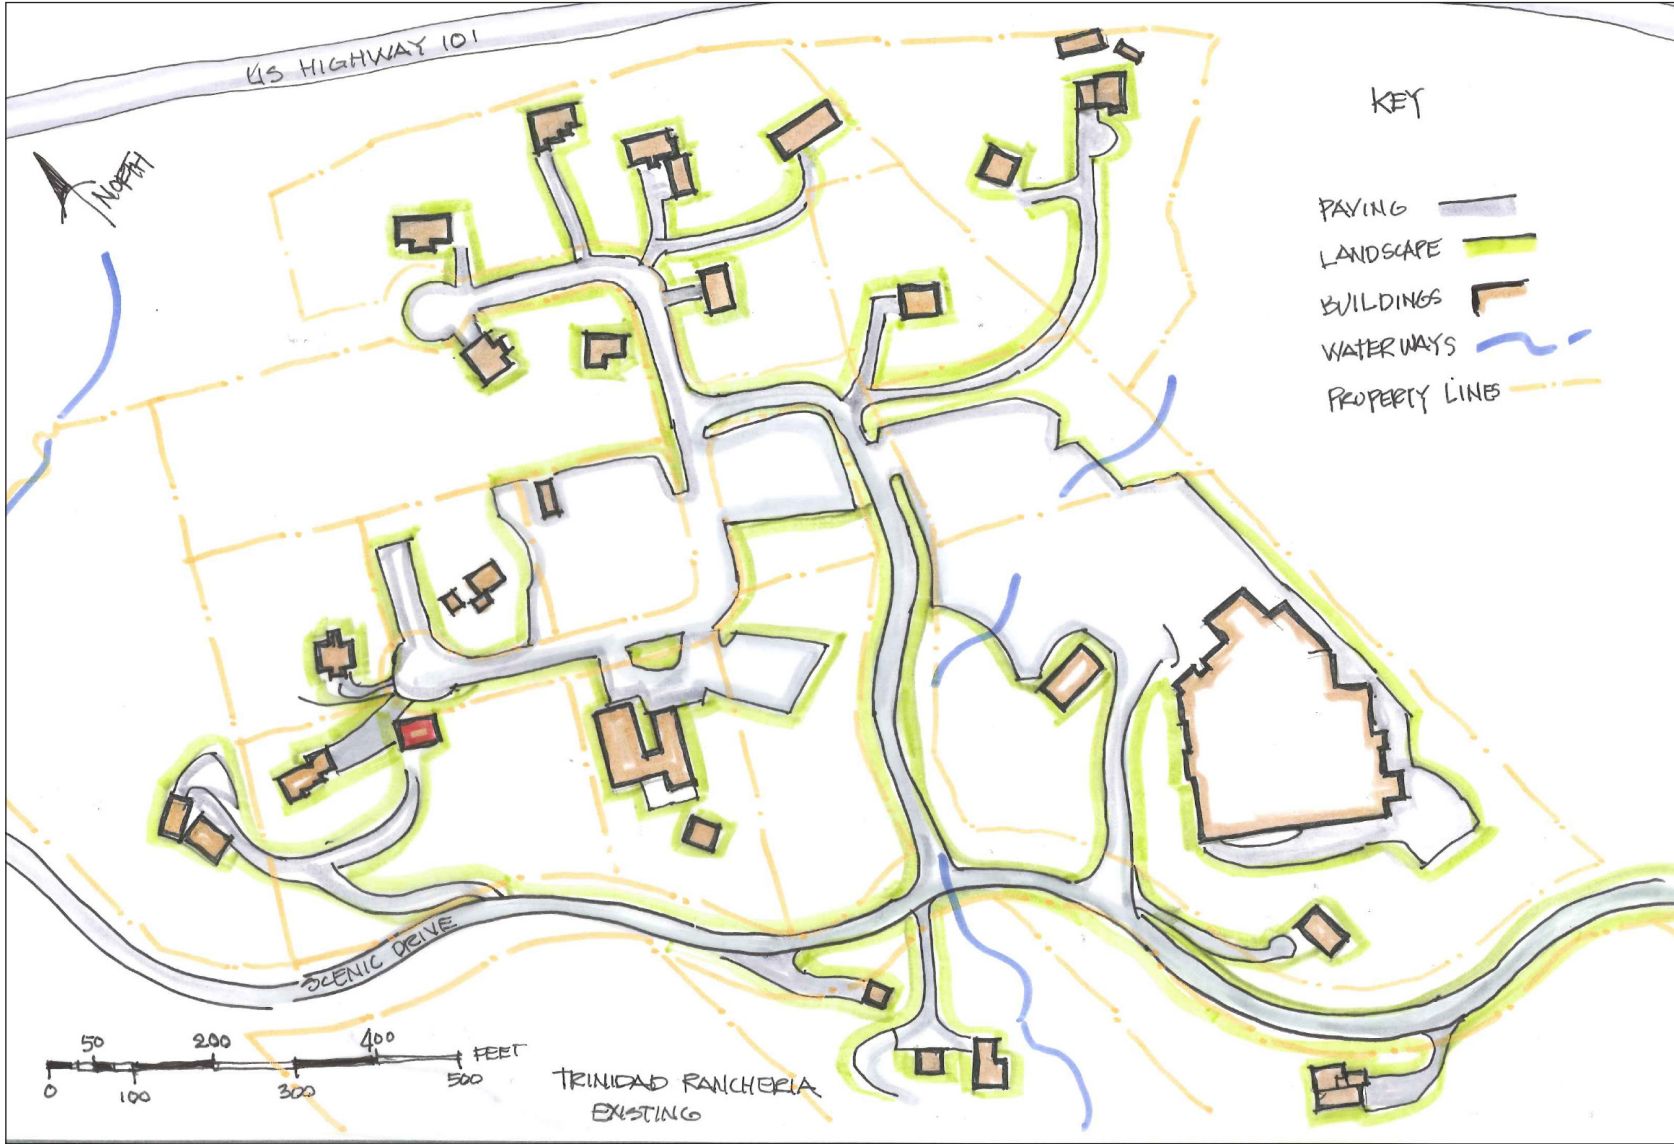 US HIGHWAY 101
NORTH
KEY
PAVING
LANDSCAPE
BUILDINGS
WATERWAYS
PROPERTY LINES
SCENIC DRIVE
50 200 400 FEET
0 100 300 500
TRINIDAD RANCHERIA
EXISTING